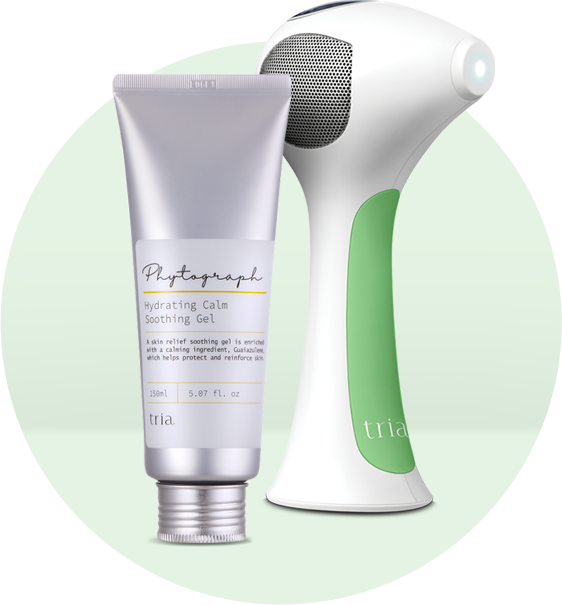 Phytograph
Hydrating Calm
Soothing Gel
A skin relief soothing gel is enriched
with a calming ingredient, Guaiazulene,
which helps protect and reinforce skin.
150ml 5.07 fl. oz
tria
tria